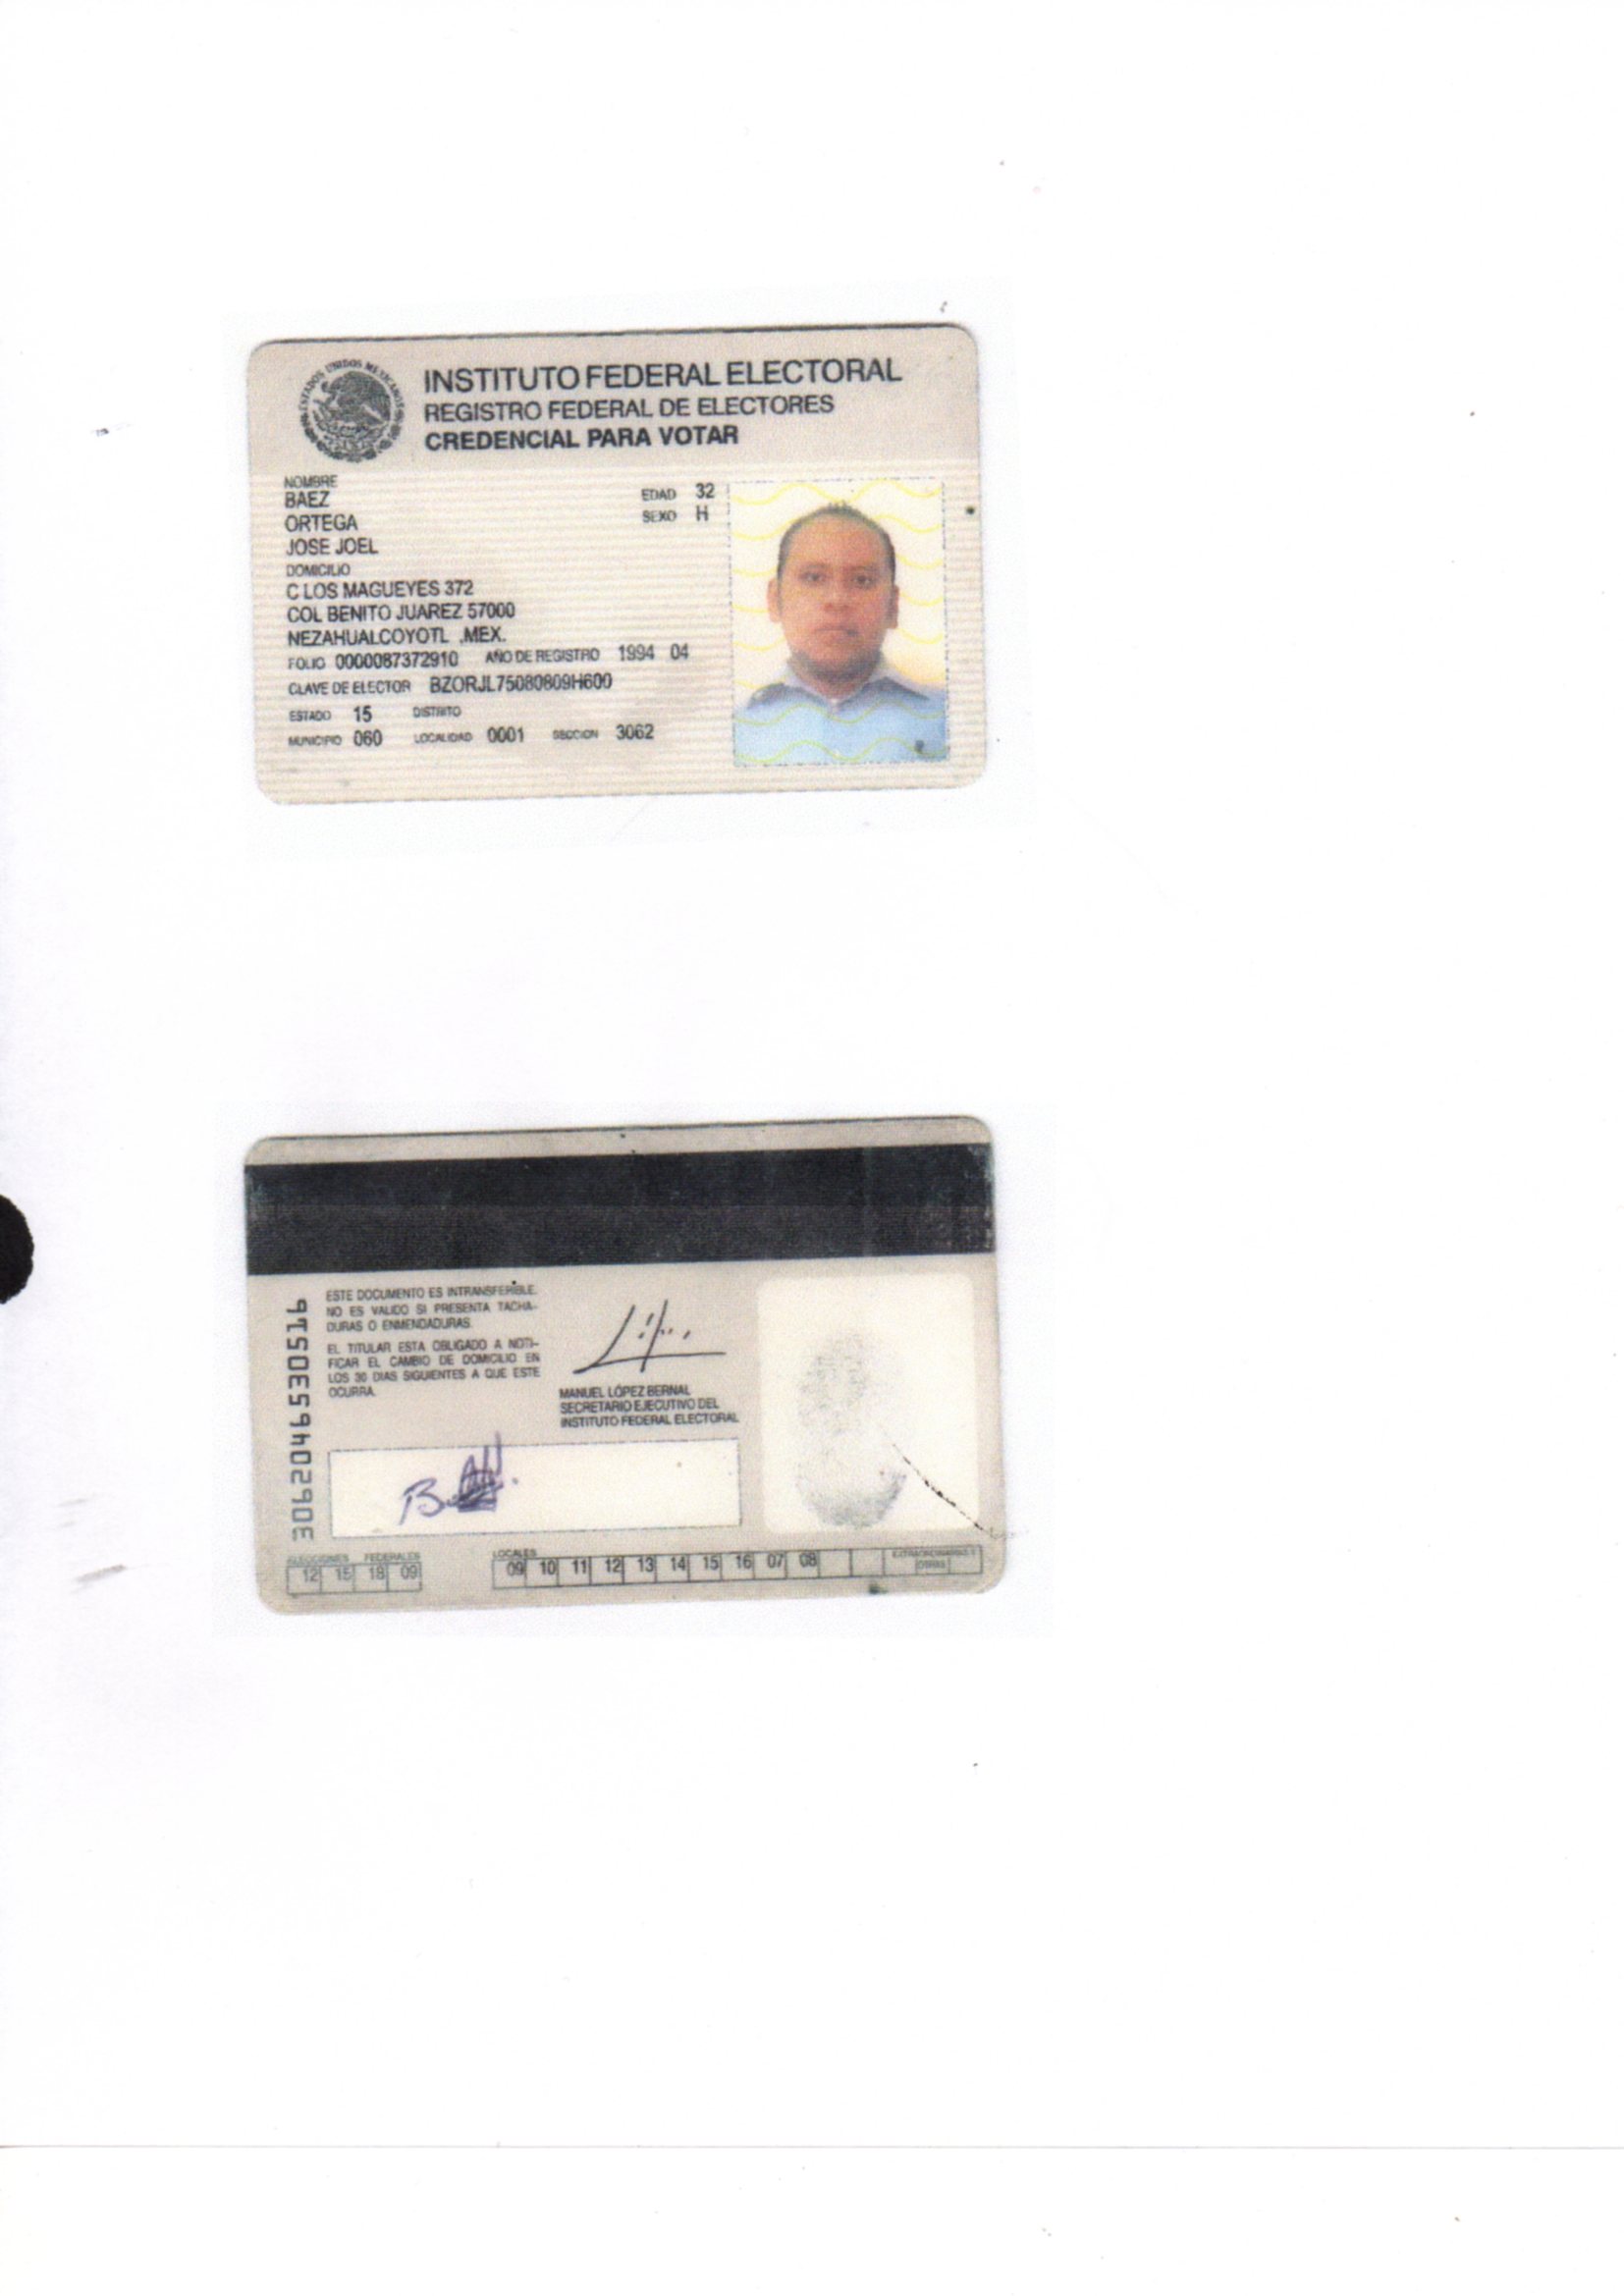 ESTADOS UNIDOS MEXICANOS
INSTITUTO FEDERAL ELECTORAL
REGISTRO FEDERAL DE ELECTORES
CREDENCIAL PARA VOTAR
NOMBRE
BAEZ
ORTEGA
JOSE JOEL
EDAD 32
SEXO H
DOMICILIO
C LOS MAGUEYES 372
COL BENITO JUAREZ 57000
NEZAHUALCOYOTL ,MEX.
FOLIO 0000087372910 AÑO DE REGISTRO 1994 04
CLAVE DE ELECTOR BZORJL75080809H600
ESTADO 15 DISTRITO
MUNICIPIO 060 LOCALIDAD 0001 SECCION 3062
3062046530516
ESTE DOCUMENTO ES INTRANSFERIBLE.
NO ES VALIDO SI PRESENTA TACHA-
DURAS O ENMENDADURAS.
EL TITULAR ESTA OBLIGADO A NOTI-
FICAR EL CAMBIO DE DOMICILIO EN
LOS 30 DIAS SIGUIENTES A QUE ESTE
OCURRA.
MANUEL LÓPEZ BERNAL
SECRETARIO EJECUTIVO DEL
INSTITUTO FEDERAL ELECTORAL
ELECCIONES FEDERALES
12 15 18 09
LOCALES
09 10 11 12 13 14 15 16 07 08
EXTRAORDINARIAS Y
OTRAS